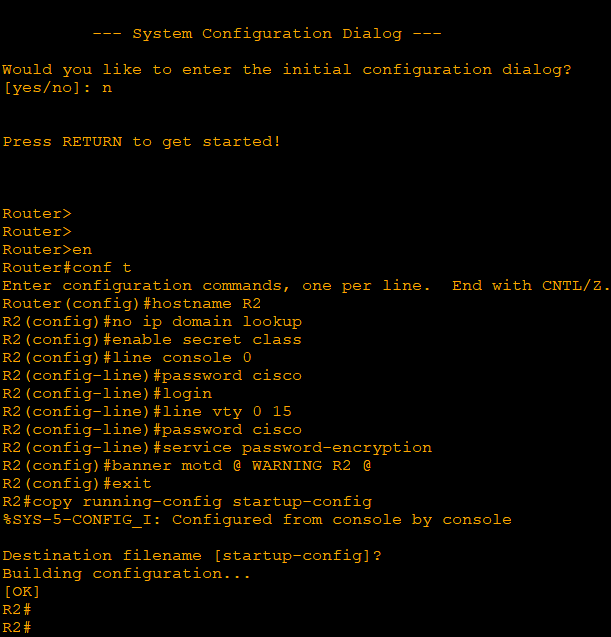 --- System Configuration Dialog ---
Would you like to enter the initial configuration dialog?
[yes/no]: n
Press RETURN to get started!
Router>
Router>
Router>en
Router#conf t
Enter configuration commands, one per line.  End with CNTL/Z.
Router(config)#hostname R2
R2(config)#no ip domain lookup
R2(config)#enable secret class
R2(config)#line console 0
R2(config-line)#password cisco
R2(config-line)#login
R2(config-line)#line vty 0 15
R2(config-line)#password cisco
R2(config-line)#service password-encryption
R2(config)#banner motd @ WARNING R2 @
R2(config)#exit
R2#copy running-config startup-config
%SYS-5-CONFIG_I: Configured from console by console
Destination filename [startup-config]?
Building configuration...
[OK]
R2#
R2#